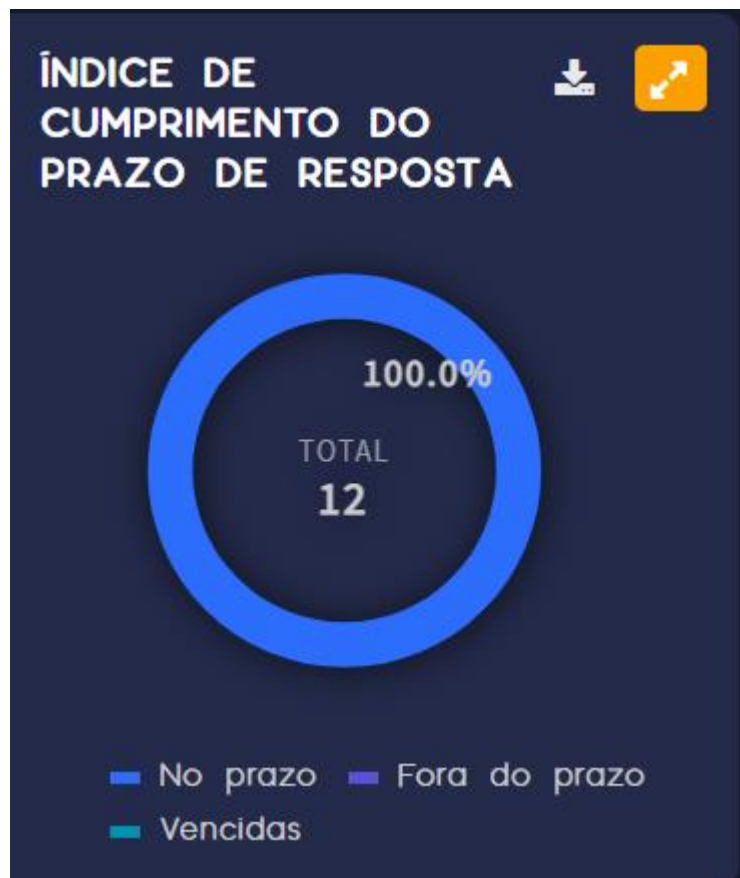 ÍNDICE DE
CUMPRIMENTO DO
PRAZO DE RESPOSTA
100.0%
TOTAL
12
No prazo Fora do prazo
Vencidas